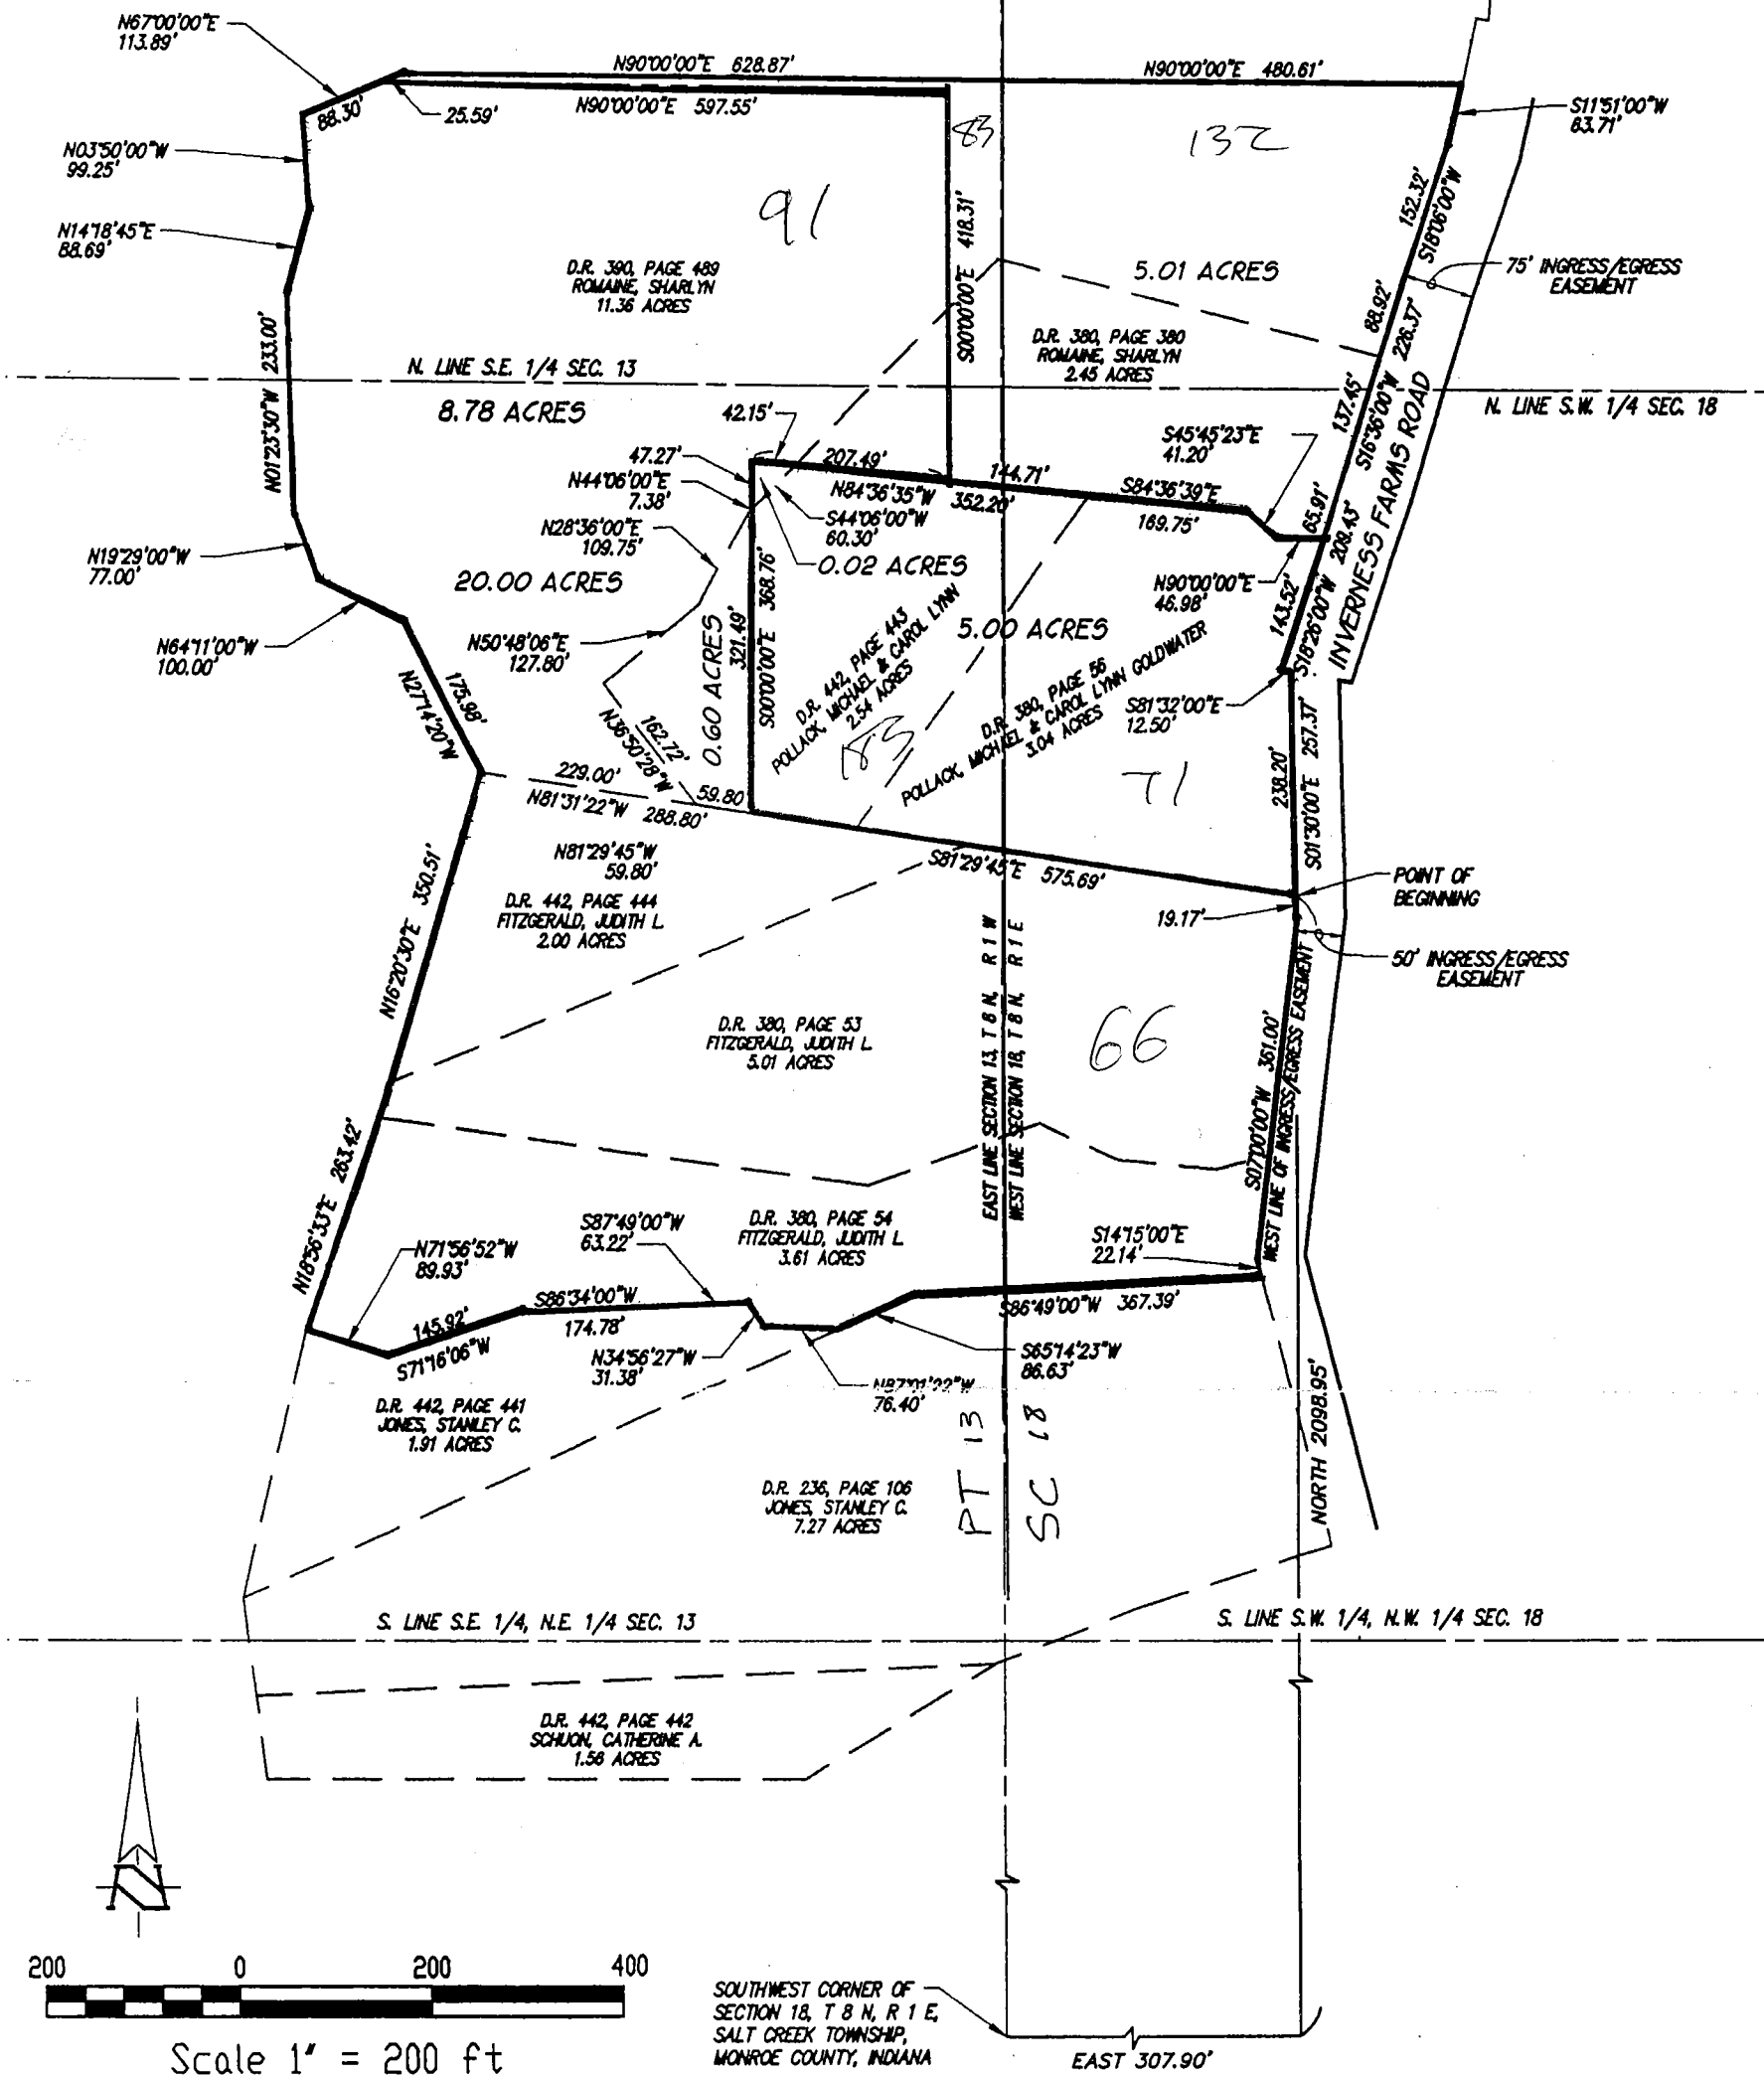 N67°00'00"E
113.89'
N90°00'00"E 628.87'
N90°00'00"E 480.61'
88.30'
25.59'
N90°00'00"E 597.55'
S11°51'00"W
63.71'
N03°50'00"W
99.25'
83
132
91
152.32'
S18°06'00"W
N14°18'45"E
88.69'
S00°00'00"E 418.31'
D.R. 390, PAGE 489
ROMAINE, SHARLYN
11.36 ACRES
5.01 ACRES
75' INGRESS/EGRESS
EASEMENT
88.92'
226.37'
S16°36'00"W
D.R. 380, PAGE 380
ROMAINE, SHARLYN
2.45 ACRES
N01°23'30"W 233.00'
N. LINE S.E. 1/4 SEC. 13
N. LINE S.W. 1/4 SEC. 18
8.78 ACRES
42.15'
137.45'
INVERNESS FARMS ROAD
S45°45'23"E
41.20'
47.27'
207.49'
N84°36'35"W 352.20'
144.71'
S84°36'39"E
169.75'
N44°06'00"E
7.38'
S44°06'00"W
60.30'
65.91'
209.43'
S18°26'00"W
N28°36'00"E
109.75'
N19°29'00"W
77.00'
0.02 ACRES
20.00 ACRES
N90°00'00"E
46.98'
143.52'
N64°11'00"W
100.00'
N50°48'06"E
127.80'
0.60 ACRES
321.49'
S00°00'00"E 368.76'
5.00 ACRES
D.R. 442, PAGE 443
POLLACK, MICHAEL & CAROL LYNN
2.54 ACRES
D.R. 380, PAGE 56
POLLACK, MICHAEL & CAROL LYNN GOLDWATER
3.04 ACRES
S81°32'00"E
12.50'
175.98'
N27°14'20"W
162.72'
N36°50'28"W
183
71
238.20'
S01°30'00"E 257.37'
229.00'
59.80
N81°31'22"W 288.80'
N81°29'45"W
59.80'
S81°29'45"E 575.69'
POINT OF
BEGINNING
19.17'
N16°20'30"E 350.51'
D.R. 442, PAGE 444
FITZGERALD, JUDITH L.
2.00 ACRES
50' INGRESS/EGRESS
EASEMENT
EAST LINE SECTION 13, T 8 N, R 1 W
WEST LINE SECTION 18, T 8 N, R 1 E
D.R. 380, PAGE 53
FITZGERALD, JUDITH L.
5.01 ACRES
66
S07°00'00"W 361.00'
WEST LINE OF INGRESS/EGRESS EASEMENT
N18°56'33"E 263.42'
D.R. 380, PAGE 54
FITZGERALD, JUDITH L.
3.61 ACRES
S87°49'00"W
63.22'
N71°56'52"W
89.93'
S14°15'00"E
22.14'
S86°34'00"W
174.78'
145.92'
S71°16'06"W
S86°49'00"W 367.39'
N34°56'27"W
31.38'
S65°14'23"W
86.63'
76.40'
D.R. 442, PAGE 441
JONES, STANLEY C.
1.91 ACRES
NORTH 2098.95'
PT 13
SC 18
D.R. 236, PAGE 106
JONES, STANLEY C.
7.27 ACRES
S. LINE S.E. 1/4, N.E. 1/4 SEC. 13
S. LINE S.W. 1/4, N.W. 1/4 SEC. 18
D.R. 442, PAGE 442
SCHUON, CATHERINE A.
1.56 ACRES
N
200 0 200 400
Scale 1" = 200 ft
SOUTHWEST CORNER OF
SECTION 18, T 8 N, R 1 E,
SALT CREEK TOWNSHIP,
MONROE COUNTY, INDIANA
EAST 307.90'